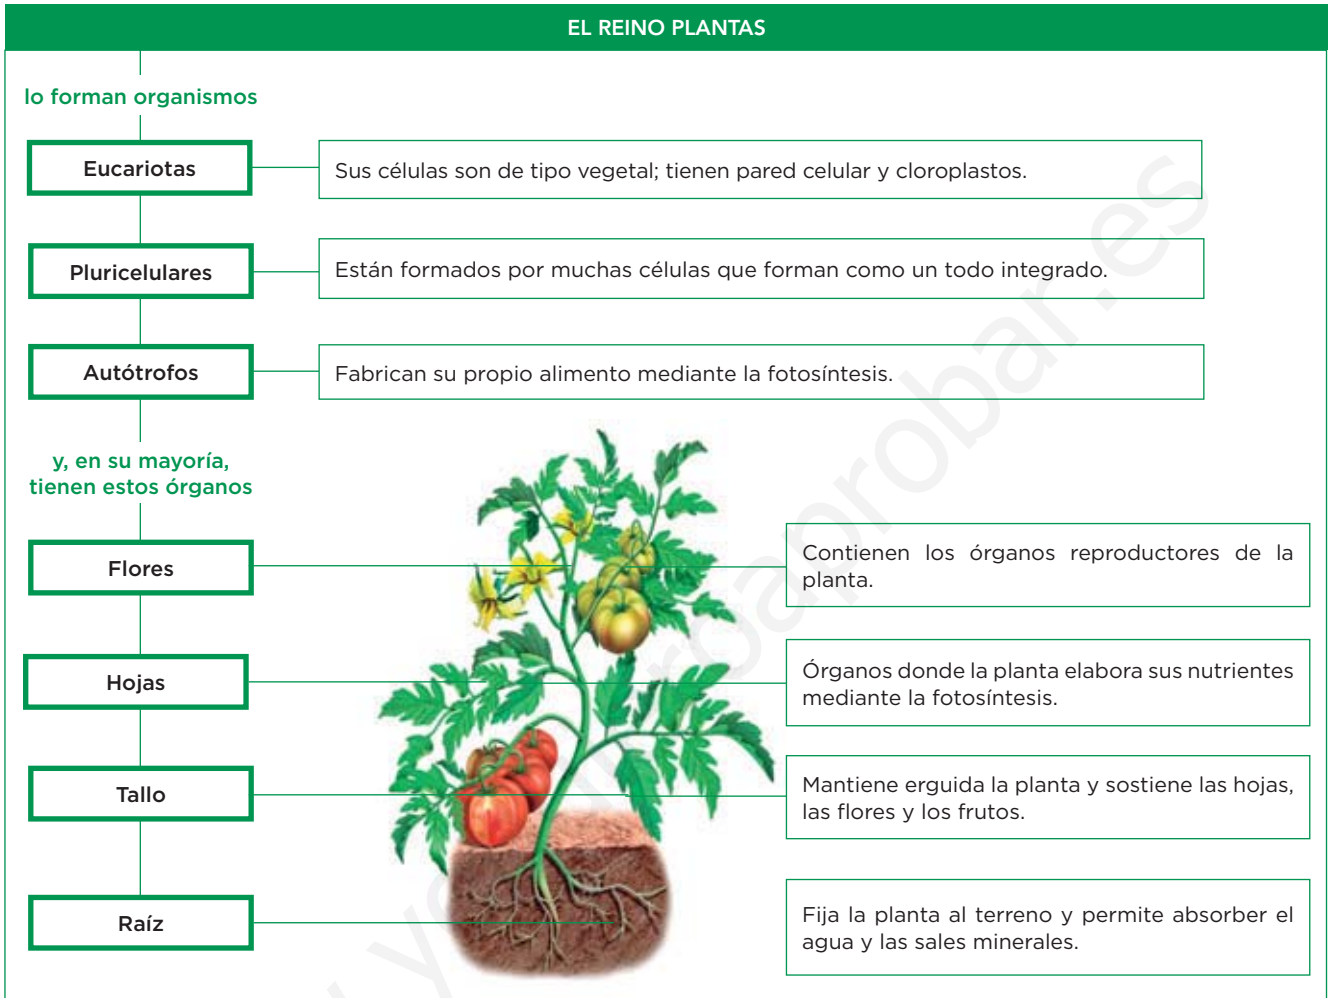 EL REINO PLANTAS
lo forman organismos
Eucariotas
Sus células son de tipo vegetal; tienen pared celular y cloroplastos.
Pluricelulares
Están formados por muchas células que forman como un todo integrado.
Autótrofos
Fabrican su propio alimento mediante la fotosíntesis.
y, en su mayoría,
tienen estos órganos
Flores
Contienen los órganos reproductores de la
planta.
Hojas
Órganos donde la planta elabora sus nutrientes
mediante la fotosíntesis.
Tallo
Mantiene erguida la planta y sostiene las hojas,
las flores y los frutos.
Raíz
Fija la planta al terreno y permite absorber el
agua y las sales minerales.